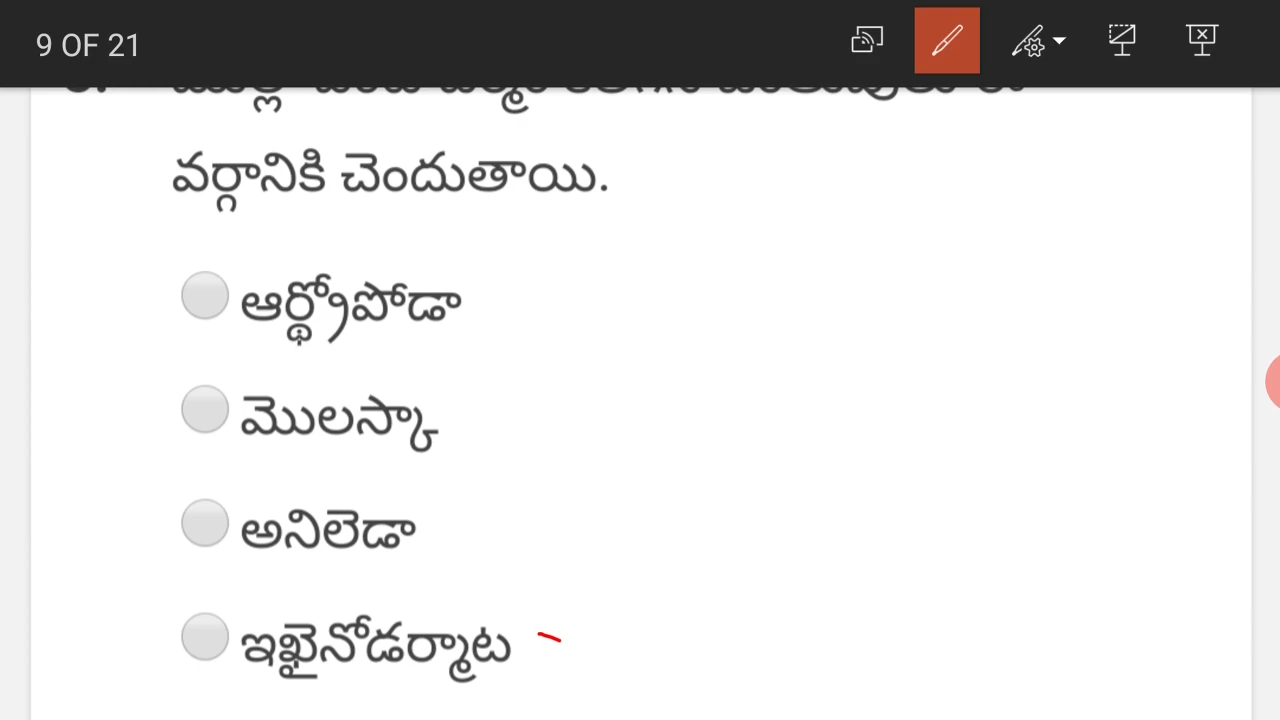 9 OF 21
వర్గానికి చెందుతాయి.
ఆర్థ్రోపోడా
మొలస్కా
అనిలెడా
ఇఖైనోడర్మాట